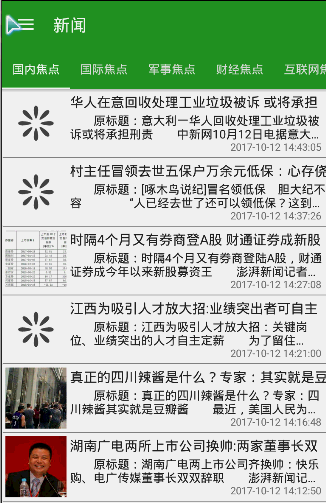 新闻
国内焦点 国际焦点 军事焦点 财经焦点 互联网焦
华人在意回收处理工业垃圾被诉 或将承担
原标题：意大利一华人回收处理工业垃圾被
诉或将承担刑责 中新网10月12日电据意大...
2017-10-12 14:43:05
村主任冒领去世五保户万余元低保：心存侥
原标题：[啄木鸟说纪]冒名领低保 胆大纪不
容 “人已经去世了还可以领低保？这到...
2017-10-12 14:37:26
时隔4个月又有券商登A股 财通证券成新股
原标题：时隔4个月又有券商登陆A股，财通
证券成今年以来新股募资王 澎湃新闻记者...
2017-10-12 14:27:08
江西为吸引人才放大招:业绩突出者可自主
原标题：江西为吸引人才放大招：关键岗
位、业绩突出的人才自主定薪 为了留住...
2017-10-12 14:21:00
真正的四川辣酱是什么？专家：其实就是豆
原标题：真正的四川辣酱是什么？专家：四
川辣酱其实就是豆瓣酱 最近，美国人民为...
2017-10-12 14:16:48
湖南广电两所上市公司换帅:两家董事长双
原标题：湖南广电两所上市公司齐换帅：快乐
购、电广传媒董事长双双辞职 澎湃新闻记...
2017-10-12 14:12:50